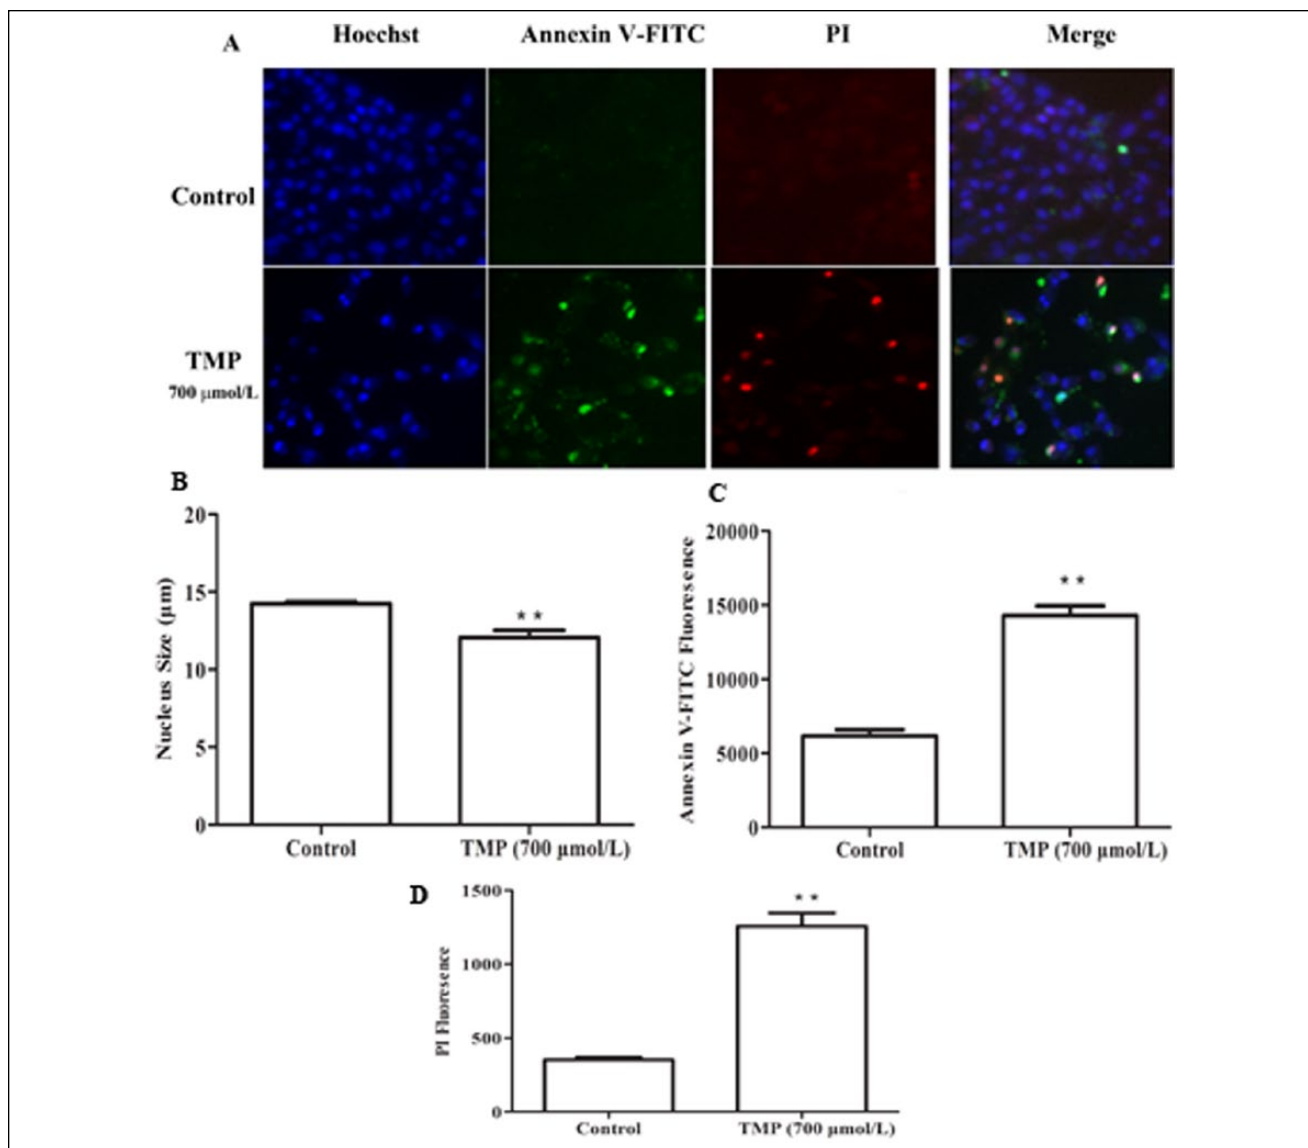 A Hoechst Annexin V-FITC PI Merge
Control
TMP
700 µmol/L
B
20
15
10
5
0
Nucleus Size (µm)
Control TMP (700 µmol/L)
C
20000
15000
10000
5000
0
Annexin V-FITC Fluoresence
* *
* *
Control TMP (700 µmol/L)
D
1500
1000
500
0
PI Fluoresence
* *
Control TMP (700 µmol/L)